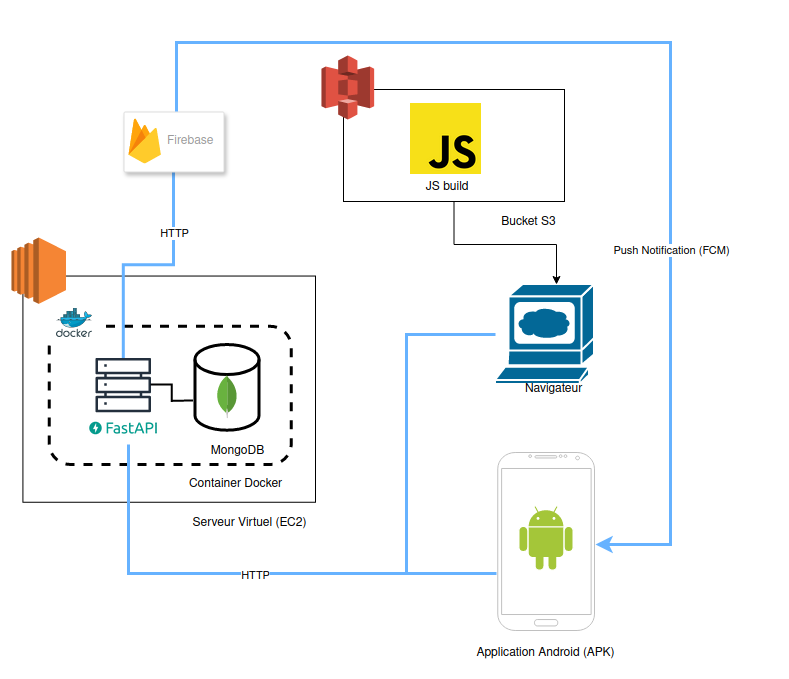 Firebase
JS
JS build
HTTP
Bucket S3
Push Notification (FCM)
docker
Navigateur
FastAPI
MongoDB
Container Docker
Serveur Virtuel (EC2)
HTTP
Application Android (APK)